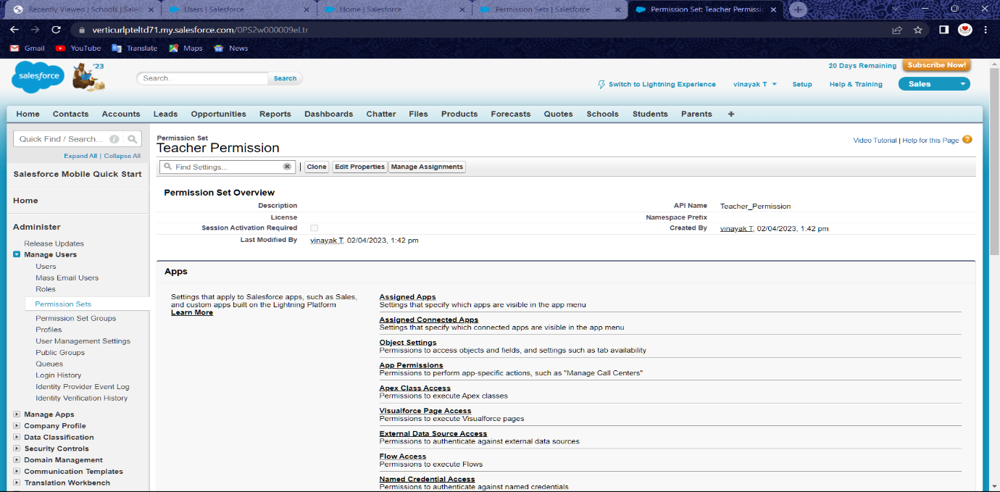 Recently Viewed | Schools | Sales
Users | Salesforce
Home | Salesforce
Permission Sets | Salesforce
Permission Set: Teacher Permissi
verticurlpteltd71.my.salesforce.com/0PS2w000009eLtr
Gmail YouTube Translate Maps News
salesforce
'23
Search... Search
20 Days Remaining Subscribe Now!
Switch to Lightning Experience vinayak T Setup Help & Training Sales
Home Contacts Accounts Leads Opportunities Reports Dashboards Chatter Files Products Forecasts Quotes Schools Students Parents +
Quick Find / Search...
Expand All | Collapse All
Salesforce Mobile Quick Start
Home
Administer
Release Updates
Manage Users
Users
Mass Email Users
Roles
Permission Sets
Permission Set Groups
Profiles
User Management Settings
Public Groups
Queues
Login History
Identity Provider Event Log
Identity Verification History
Manage Apps
Company Profile
Data Classification
Security Controls
Domain Management
Communication Templates
Translation Workbench
Permission Set
Teacher Permission
Video Tutorial | Help for this Page
Find Settings... | Clone Edit Properties Manage Assignments
Permission Set Overview
Description API Name Teacher_Permission
License Namespace Prefix
Session Activation Required Created By vinayak T, 02/04/2023, 1:42 pm
Last Modified By vinayak T, 02/04/2023, 1:42 pm
Apps
Settings that apply to Salesforce apps, such as Sales,
and custom apps built on the Lightning Platform
Learn More
Assigned Apps
Settings that specify which apps are visible in the app menu
Assigned Connected Apps
Settings that specify which connected apps are visible in the app menu
Object Settings
Permissions to access objects and fields, and settings such as tab availability
App Permissions
Permissions to perform app-specific actions, such as "Manage Call Centers"
Apex Class Access
Permissions to execute Apex classes
Visualforce Page Access
Permissions to execute Visualforce pages
External Data Source Access
Permissions to authenticate against external data sources
Flow Access
Permissions to execute Flows
Named Credential Access
Permissions to authenticate against named credentials